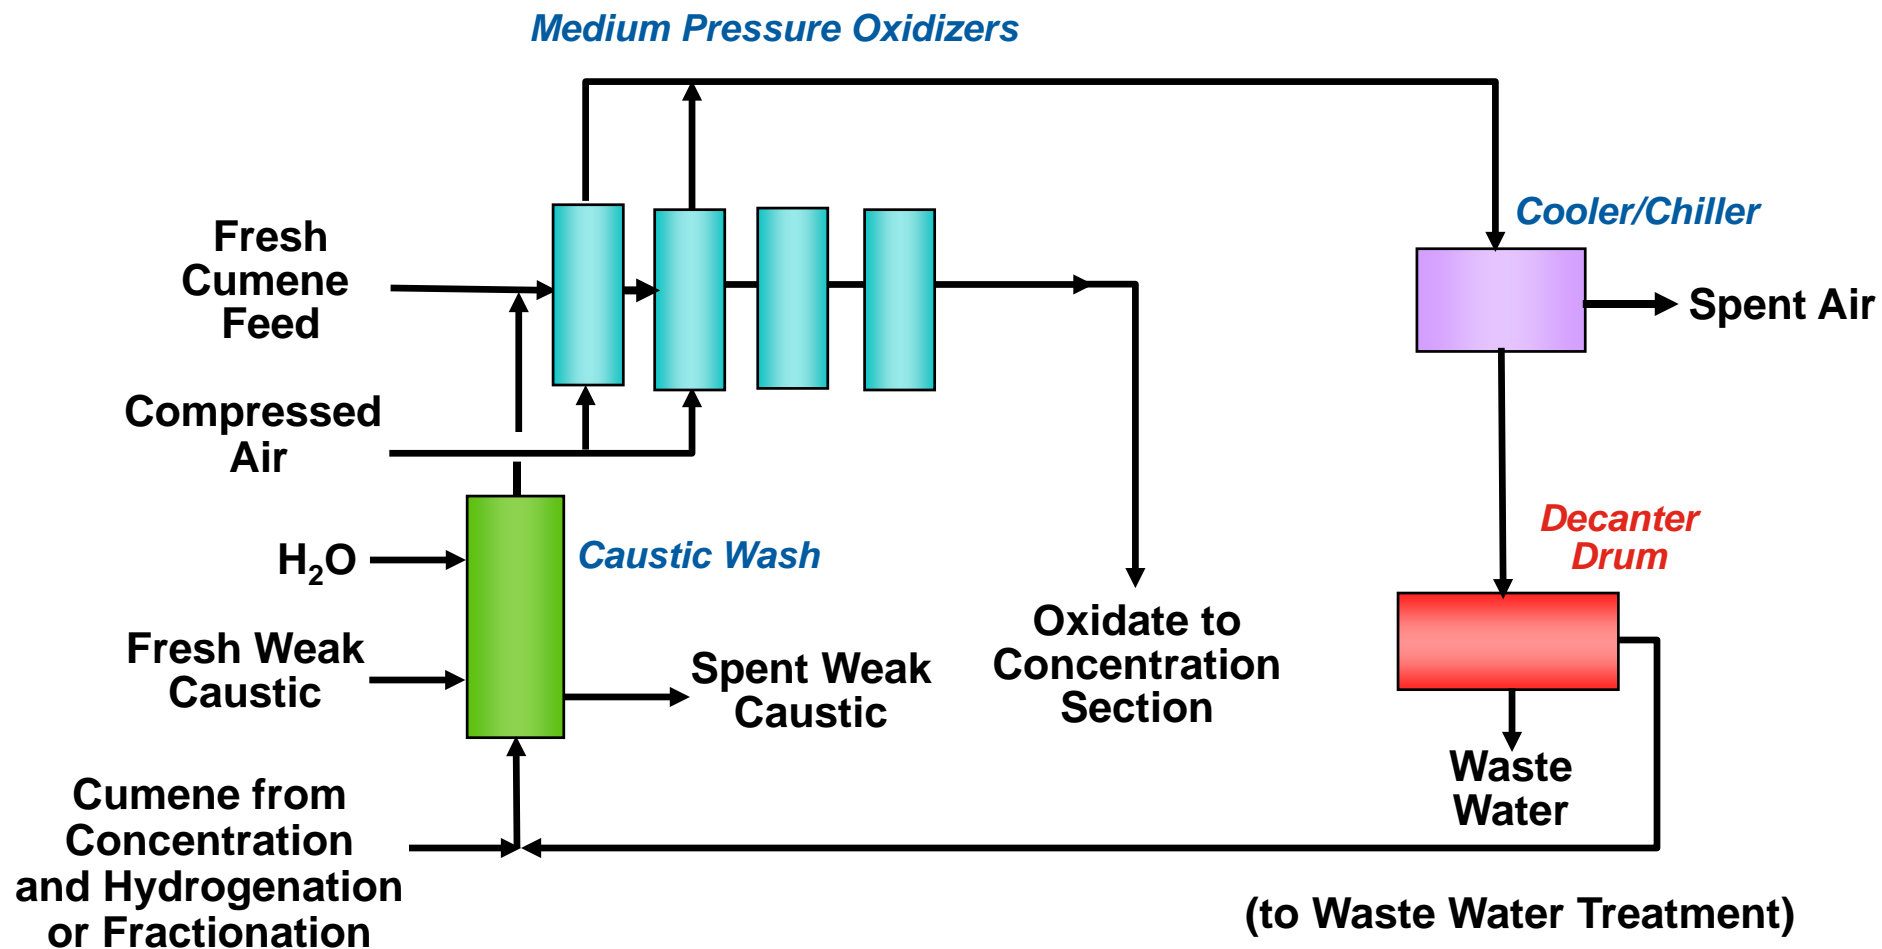 Medium Pressure Oxidizers
Cooler/Chiller
Fresh
Cumene
Feed
Spent Air
Compressed
Air
Decanter
Drum
H₂O
Caustic Wash
Fresh Weak
Caustic
Spent Weak
Caustic
Oxidate to
Concentration
Section
Waste
Water
Cumene from
Concentration
and Hydrogenation
or Fractionation
(to Waste Water Treatment)